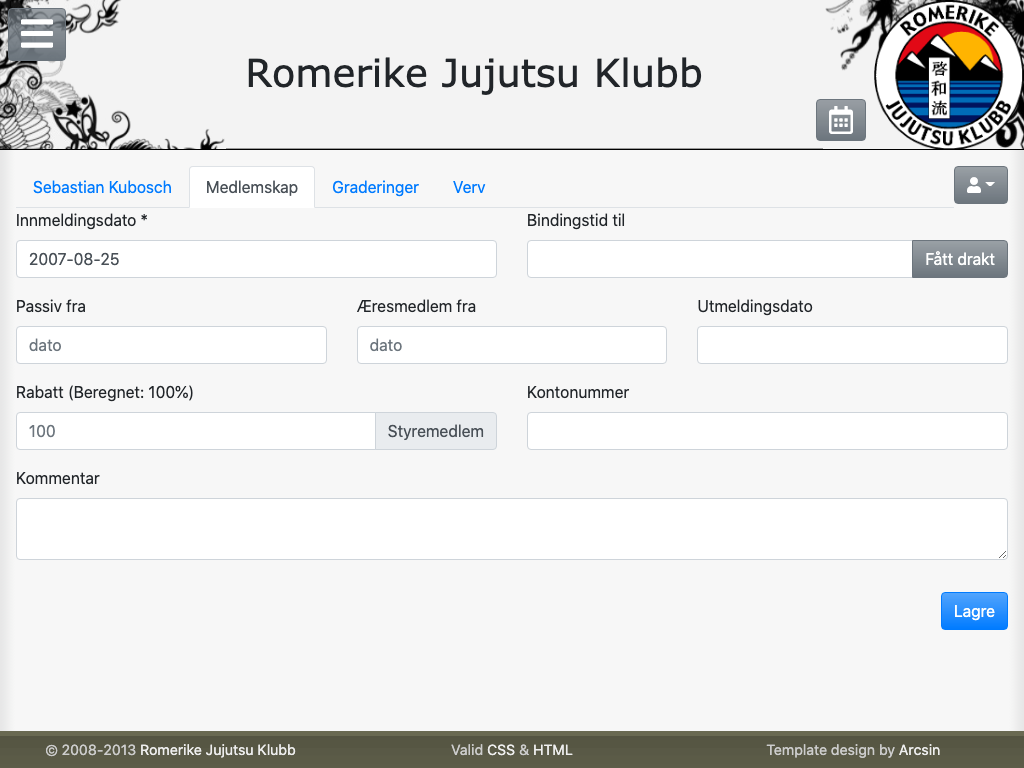 Romerike Jujutsu Klubb
ROMERIKE
啓和流
JUJUTSU KLUBB
Sebastian Kubosch Medlemskap Graderinger Verv
Innmeldingsdato * Bindingstid til
2007-08-25 Fått drakt
Passiv fra Æresmedlem fra Utmeldingsdato
dato dato
Rabatt (Beregnet: 100%) Kontonummer
100 Styremedlem
Kommentar
Lagre
© 2008-2013 Romerike Jujutsu Klubb Valid CSS & HTML Template design by Arcsin